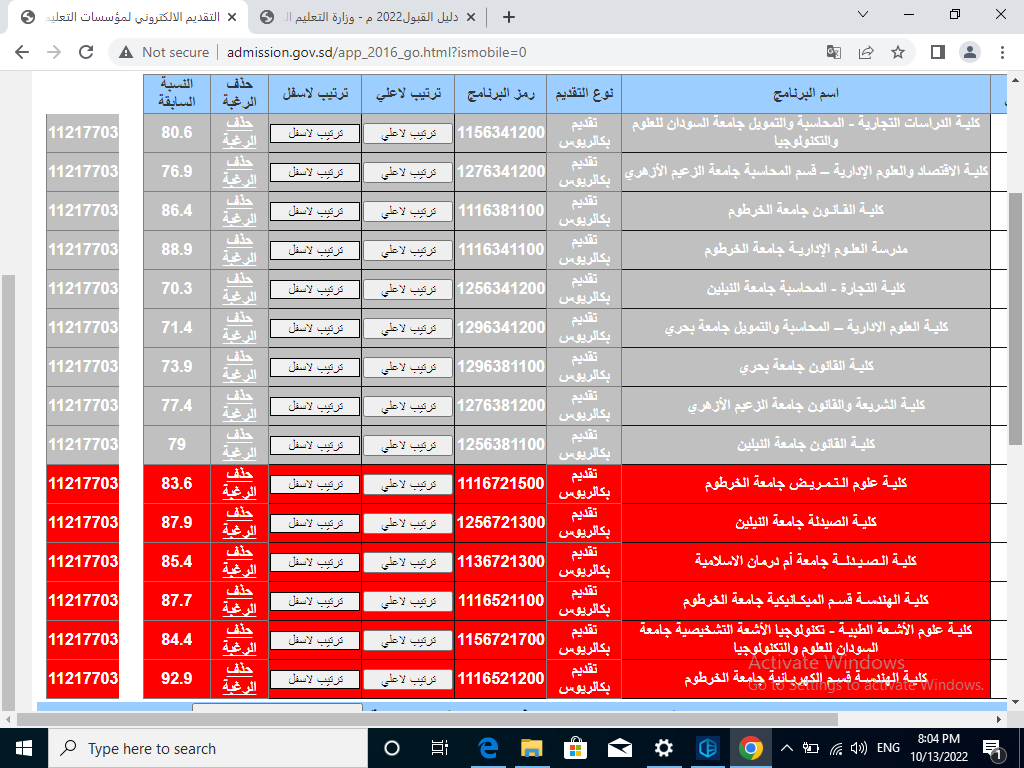 التقديم الالكتروني لمؤسسات التعليم
دليل القبول2022 م - وزارة التعليم ال
Not secure
admission.gov.sd/app_2016_go.html?ismobile=0
اسم البرنامج نوع التقديم رمز البرنامج ترتيب لاعلي ترتيب لاسفل حذف الرغبة النسبة السابقة
كلية الدراسات التجارية - المحاسبة والتمويل جامعة السودان للعلوم والتكنولوجيا تقديم بكالريوس 1156341200 ترتيب لاعلي ترتيب لاسفل حذف الرغبة 80.6 11217703
كلية الاقتصاد والعلوم الإدارية – قسم المحاسبة جامعة الزعيم الأزهري تقديم بكالريوس 1276341200 ترتيب لاعلي ترتيب لاسفل حذف الرغبة 76.9 11217703
كلية القانون جامعة الخرطوم تقديم بكالريوس 1116381100 ترتيب لاعلي ترتيب لاسفل حذف الرغبة 86.4 11217703
مدرسة العلوم الإدارية جامعة الخرطوم تقديم بكالريوس 1116341100 ترتيب لاعلي ترتيب لاسفل حذف الرغبة 88.9 11217703
كلية التجارة - المحاسبة جامعة النيلين تقديم بكالريوس 1256341200 ترتيب لاعلي ترتيب لاسفل حذف الرغبة 70.3 11217703
كلية العلوم الادارية – المحاسبة والتمويل جامعة بحري تقديم بكالريوس 1296341200 ترتيب لاعلي ترتيب لاسفل حذف الرغبة 71.4 11217703
كلية القانون جامعة بحري تقديم بكالريوس 1296381100 ترتيب لاعلي ترتيب لاسفل حذف الرغبة 73.9 11217703
كلية الشريعة والقانون جامعة الزعيم الأزهري تقديم بكالريوس 1276381200 ترتيب لاعلي ترتيب لاسفل حذف الرغبة 77.4 11217703
كلية القانون جامعة النيلين تقديم بكالريوس 1256381100 ترتيب لاعلي ترتيب لاسفل حذف الرغبة 79 11217703
كلية علوم التـمـريـض جامعة الخرطوم تقديم بكالريوس 1116721500 ترتيب لاعلي ترتيب لاسفل حذف الرغبة 83.6 11217703
كلية الصيدلة جامعة النيلين تقديم بكالريوس 1256721300 ترتيب لاعلي ترتيب لاسفل حذف الرغبة 87.9 11217703
كلية الـصـيـدلــة جامعة أم درمان الاسلامية تقديم بكالريوس 1136721300 ترتيب لاعلي ترتيب لاسفل حذف الرغبة 85.4 11217703
كلية الهندسـة قسـم الميكـانيكية جامعة الخرطوم تقديم بكالريوس 1116521100 ترتيب لاعلي ترتيب لاسفل حذف الرغبة 87.7 11217703
كلية علوم الأشـعة الطبيـة - تكنولوجيا الأشعة التشخيصية جامعة السودان للعلوم والتكنولوجيا تقديم بكالريوس 1156721700 ترتيب لاعلي ترتيب لاسفل حذف الرغبة 84.4 11217703
كلية الهندسـة قسـم الكهربـائية جامعة الخرطوم تقديم بكالريوس 1116521200 ترتيب لاعلي ترتيب لاسفل حذف الرغبة 92.9 11217703
Activate Windows
Go to Settings to activate Windows.
Type here to search
ENG
8:04 PM
10/13/2022
1